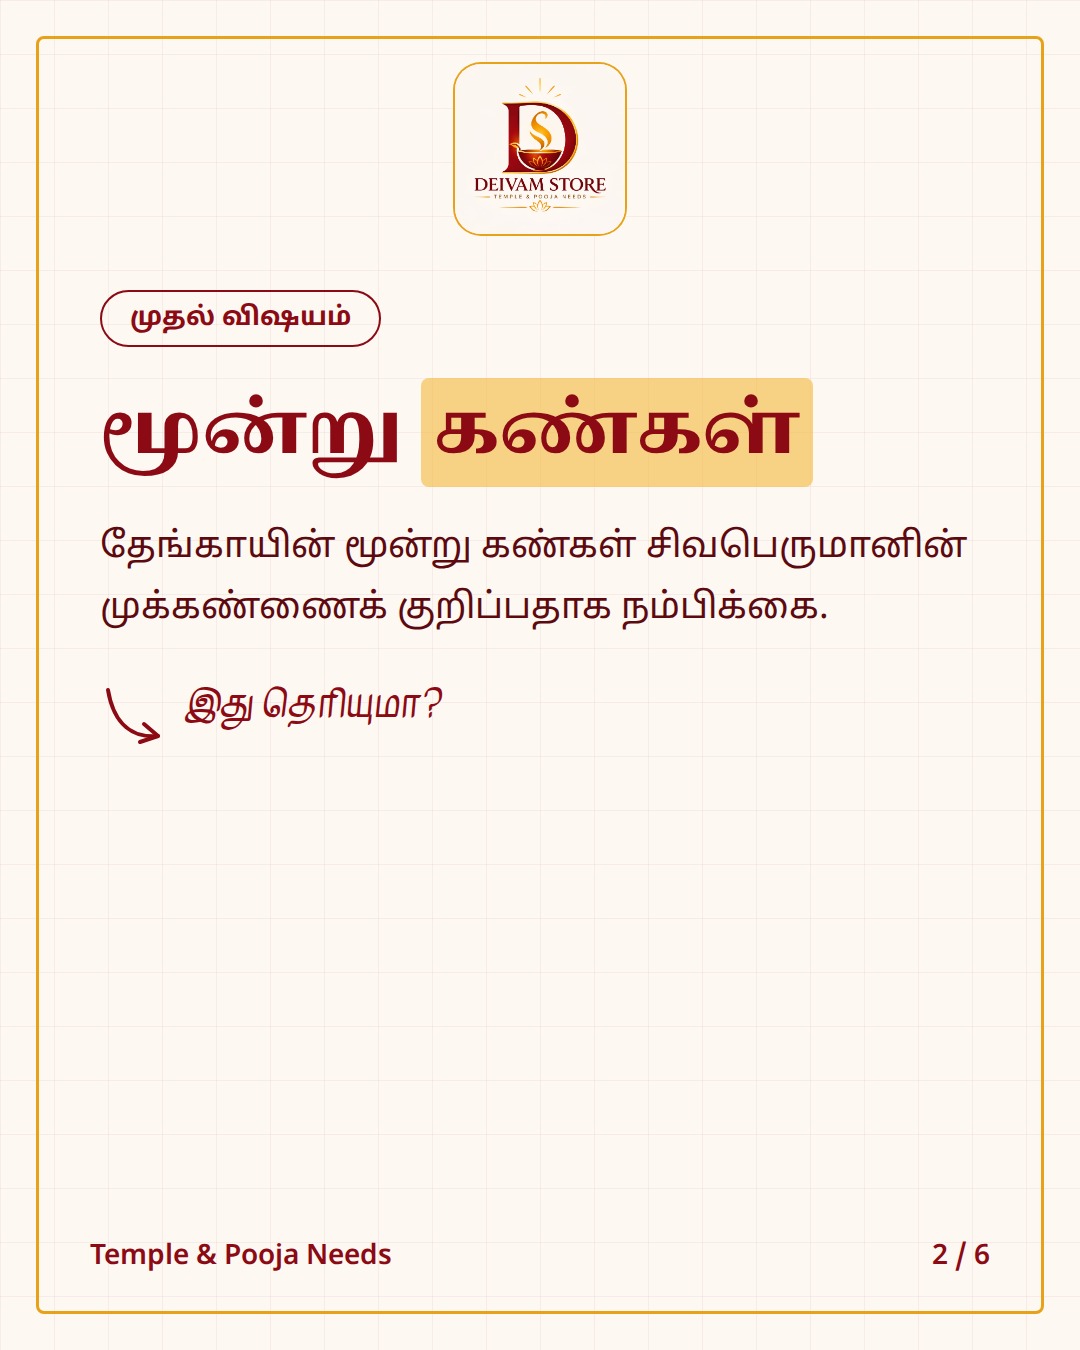 DEIVAM STORE
TEMPLE & POOJA NEEDS
முதல் விஷயம்
மூன்று கண்கள்
தேங்காயின் மூன்று கண்கள் சிவபெருமானின்
முக்கண்ணைக் குறிப்பதாக நம்பிக்கை.
இது தெரியுமா?
Temple & Pooja Needs
2 / 6